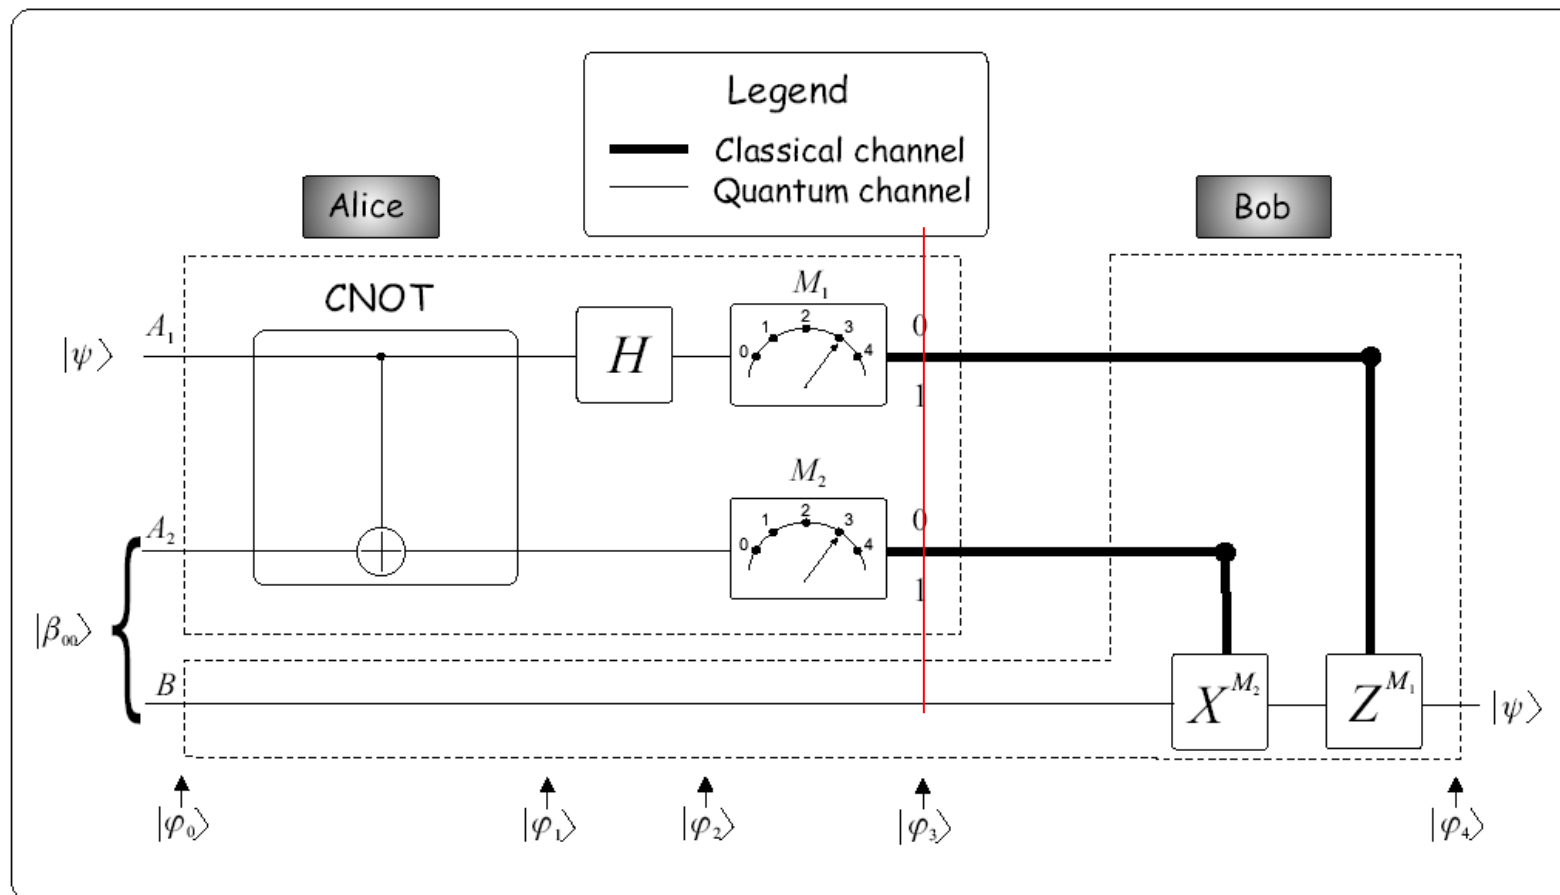 Legend
Classical channel
Quantum channel
Alice
Bob
CNOT
M₁
A₁
|ψ⟩
H
0 1 2 3 4
0
1
M₂
A₂
0 1 2 3 4
0
1
|β₀₀⟩
B
X^M₂
Z^M₁
|ψ⟩
|φ₀⟩
|φ₁⟩
|φ₂⟩
|φ₃⟩
|φ₄⟩